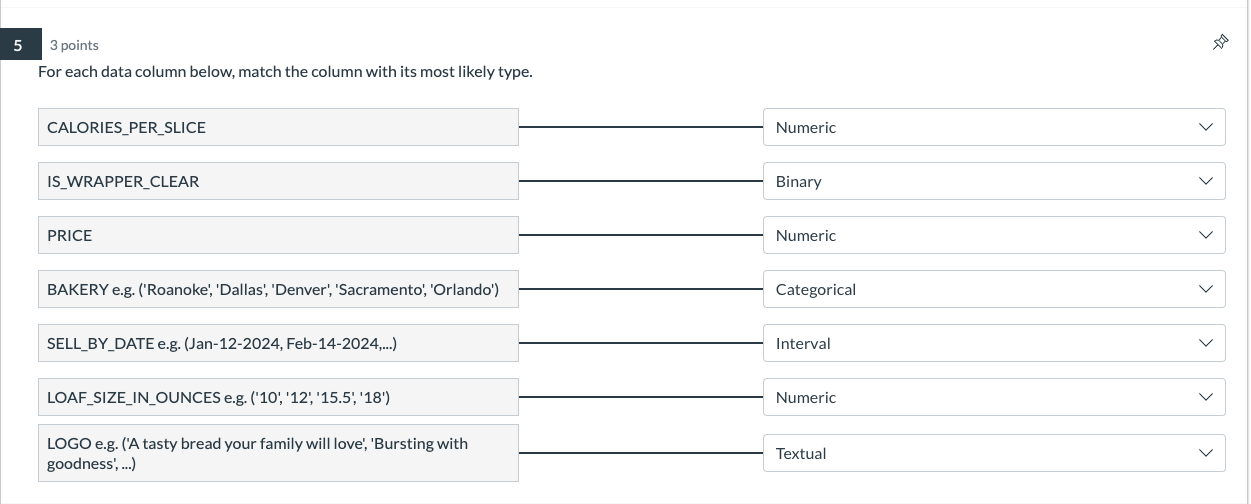 5 3 points
For each data column below, match the column with its most likely type.
CALORIES_PER_SLICE Numeric
IS_WRAPPER_CLEAR Binary
PRICE Numeric
BAKERY e.g. ('Roanoke', 'Dallas', 'Denver', 'Sacramento', 'Orlando') Categorical
SELL_BY_DATE e.g. (Jan-12-2024, Feb-14-2024,...) Interval
LOAF_SIZE_IN_OUNCES e.g. ('10', '12', '15.5', '18') Numeric
LOGO e.g. ('A tasty bread your family will love', 'Bursting with
goodness', ...) Textual